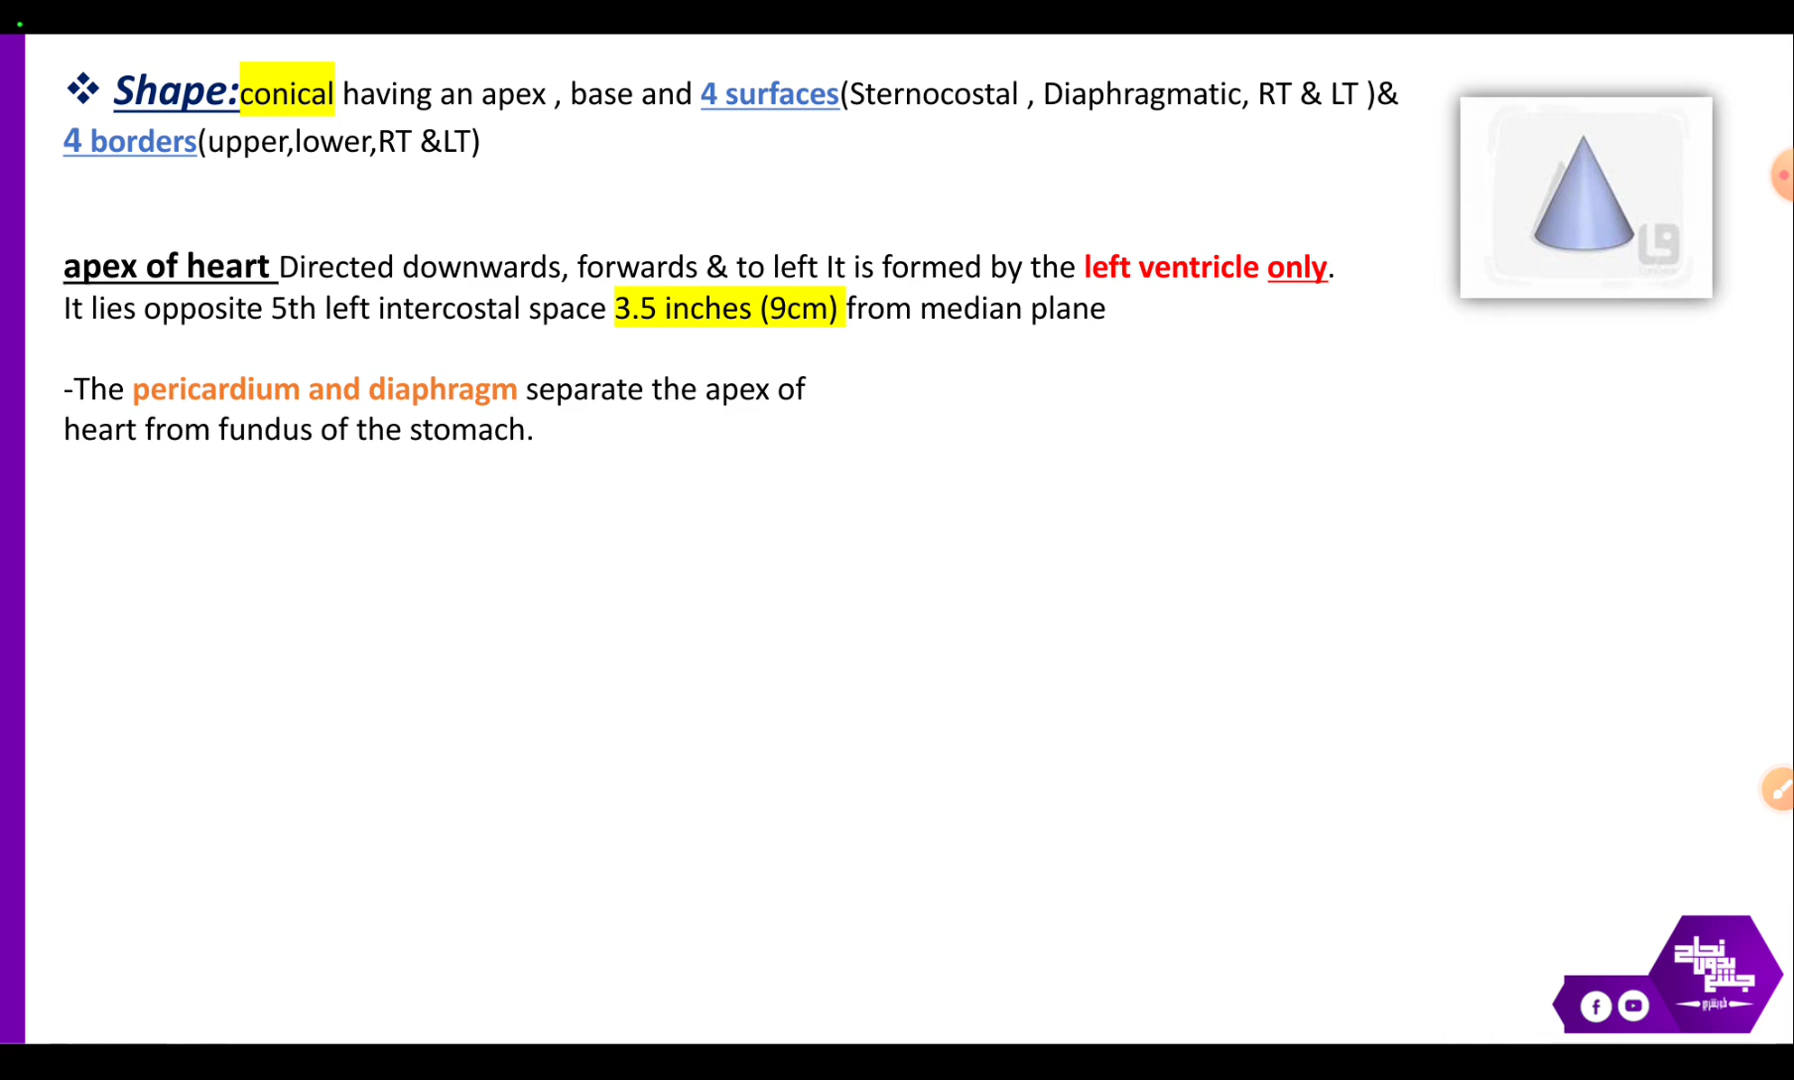 ❖ Shape:conical having an apex , base and 4 surfaces(Sternocostal , Diaphragmatic, RT & LT )&
4 borders(upper,lower,RT &LT)
apex of heart Directed downwards, forwards & to left It is formed by the left ventricle only.
It lies opposite 5th left intercostal space 3.5 inches (9cm) from median plane
-The pericardium and diaphragm separate the apex of
heart from fundus of the stomach.
نجاح
بدون